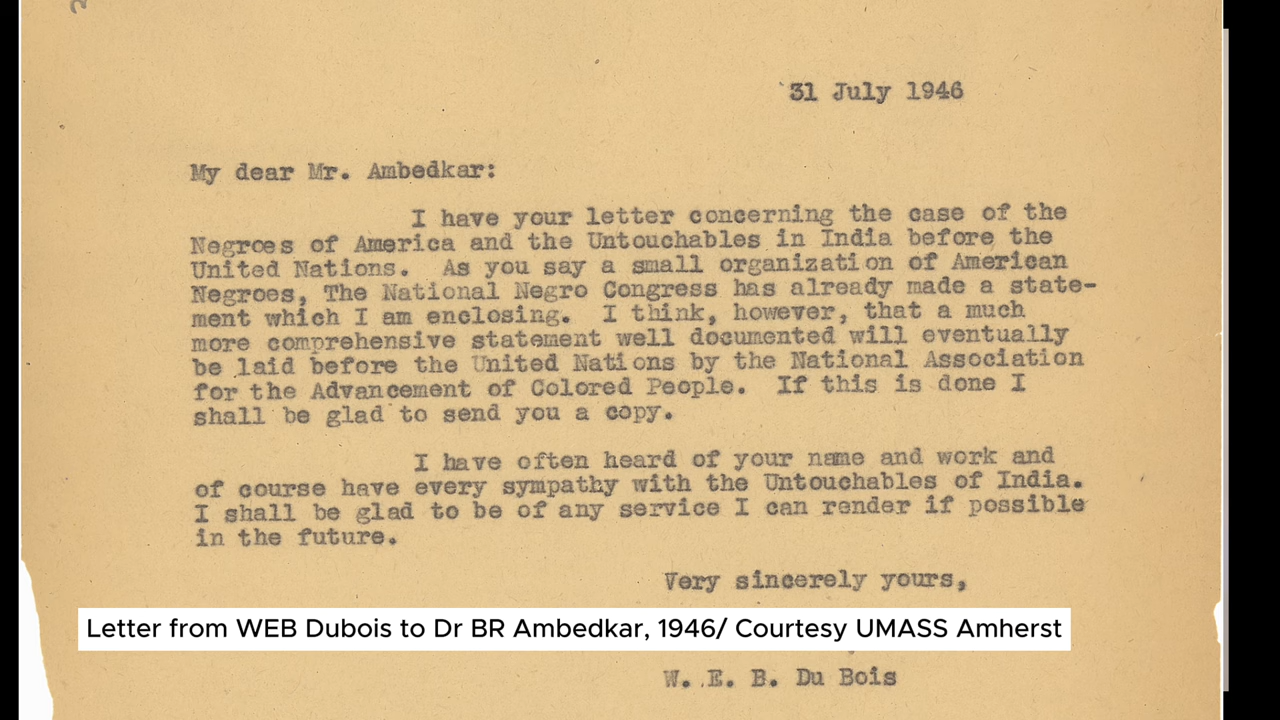 31 July 1946
My dear Mr. Ambedkar:
I have your letter concerning the case of the
Negroes of America and the Untouchables in India before the
United Nations. As you say a small organization of American
Negroes, The National Negro Congress has already made a state-
ment which I am enclosing. I think, however, that a much
more comprehensive statement well documented will eventually
be laid before the United Nations by the National Association
for the Advancement of Colored People. If this is done I
shall be glad to send you a copy.
I have often heard of your name and work and
of course have every sympathy with the Untouchables of India.
I shall be glad to be of any service I can render if possible
in the future.
Very sincerely yours,
Letter from WEB Dubois to Dr BR Ambedkar, 1946/ Courtesy UMASS Amherst
W. E. B. Du Bois